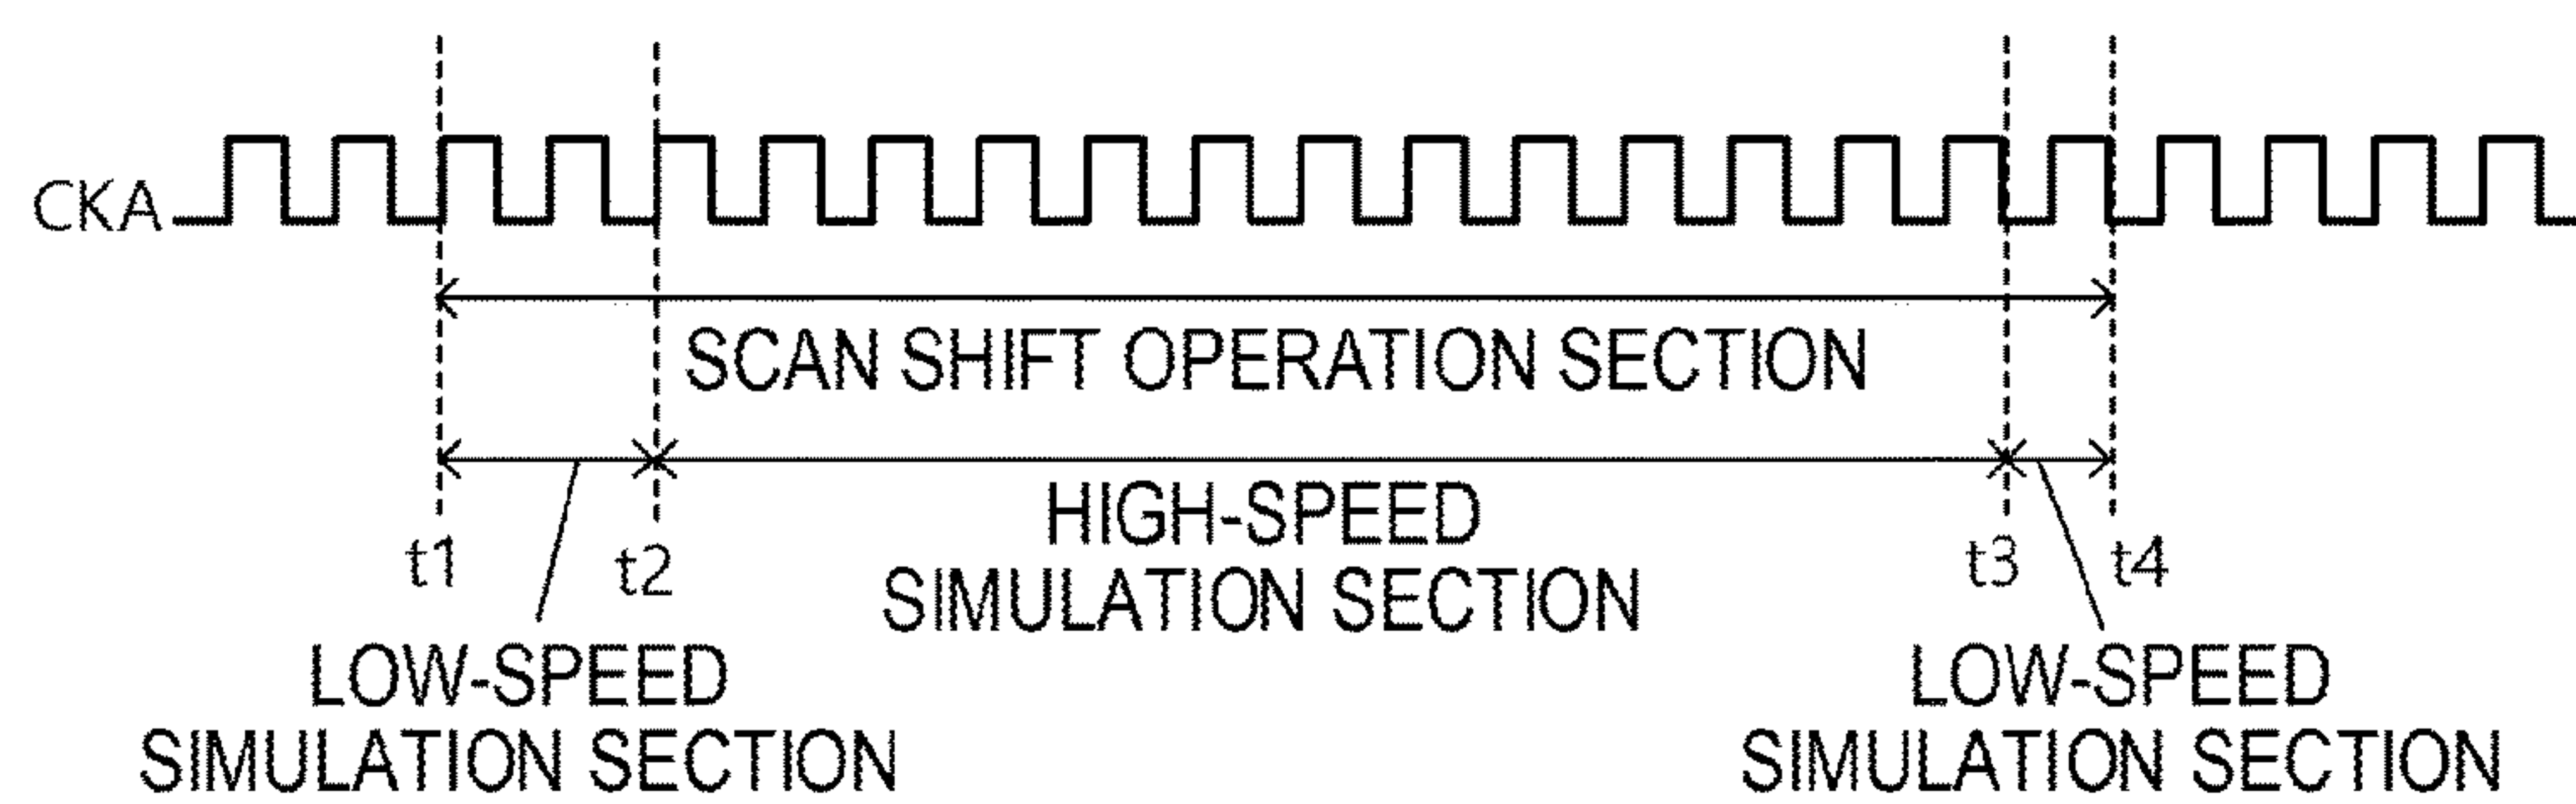 CKA
SCAN SHIFT OPERATION SECTION
HIGH-SPEED
SIMULATION SECTION
t1
t2
t3
t4
LOW-SPEED
SIMULATION SECTION
LOW-SPEED
SIMULATION SECTION